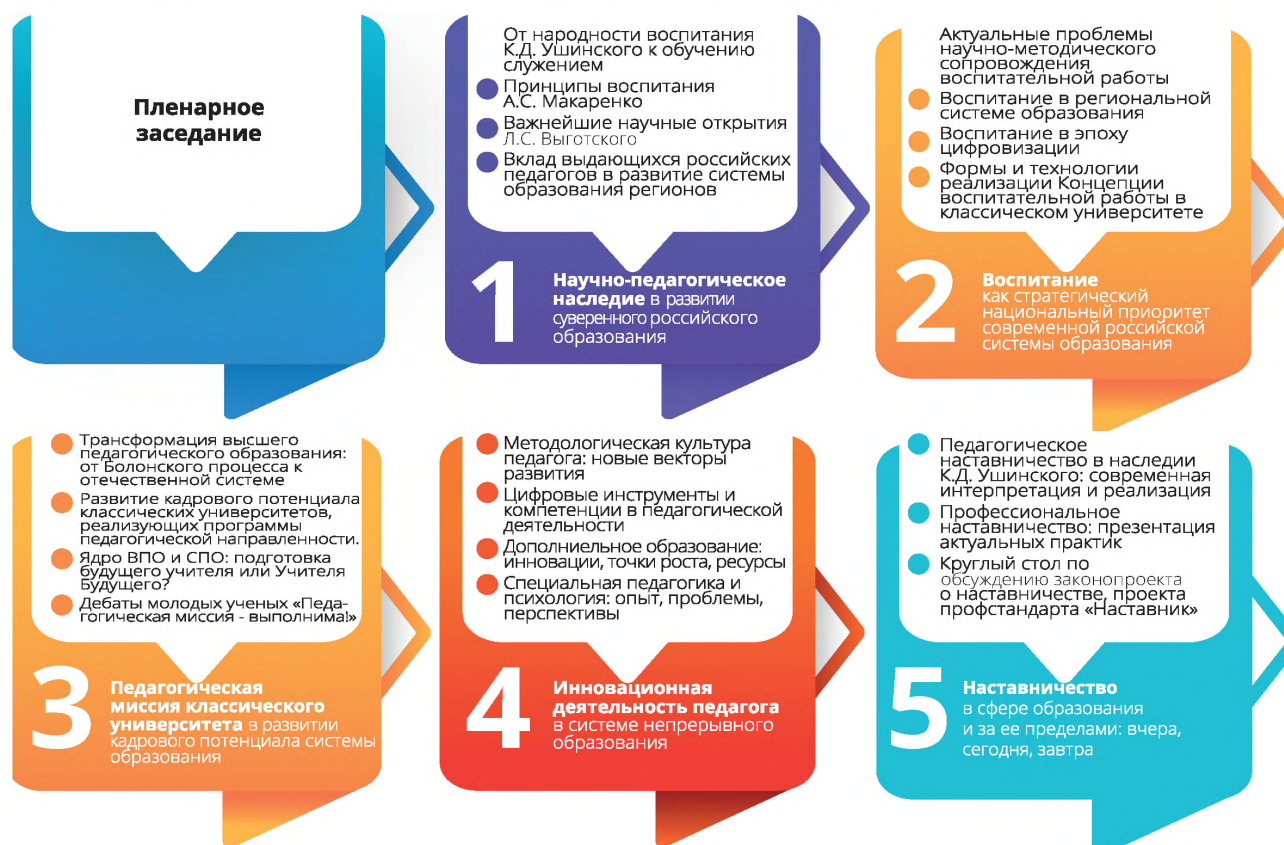 Пленарное
заседание
От народности воспитания
К.Д. Ушинского к обучению
служением
Принципы воспитания
А.С. Макаренко
Важнейшие научные открытия
Л.С. Выготского
Вклад выдающихся российских
педагогов в развитие системы
образования регионов
1
Научно-педагогическое
наследие в развитии
суверенного российского
образования
Актуальные проблемы
научно-методического
сопровождения
воспитательной работы
Воспитание в региональной
системе образования
Воспитание в эпоху
цифровизации
Формы и технологии
реализации Концепции
воспитательной работы в
классическом университете
2
Воспитание
как стратегический
национальный приоритет
современной российской
системы образования
Трансформация высшего
педагогического образования:
от Болонского процесса к
отечественной системе
Развитие кадрового потенциала
классических университетов,
реализующих программы
педагогической направленности.
Ядро ВПО и СПО: подготовка
будущего учителя или Учителя
Будущего?
Дебаты молодых ученых «Педа-
гогическая миссия - выполнима!»
3
Педагогическая
миссия классического
университета в развитии
кадрового потенциала системы
образования
Методологическая культура
педагога: новые векторы
развития
Цифровые инструменты и
компетенции в педагогической
деятельности
Дополниельное образование:
инновации, точки роста, ресурсы
Специальная педагогика и
психология: опыт, проблемы,
перспективы
4
Инновационная
деятельность педагога
в системе непрерывного
образования
Педагогическое
наставничество в наследии
К.Д. Ушинского: современная
интерпретация и реализация
Профессиональное
наставничество: презентация
актуальных практик
Круглый стол по
обсуждению законопроекта
о наставничестве, проекта
профстандарта «Наставник»
5
Наставничество
в сфере образования
и за ее пределами: вчера,
сегодня, завтра